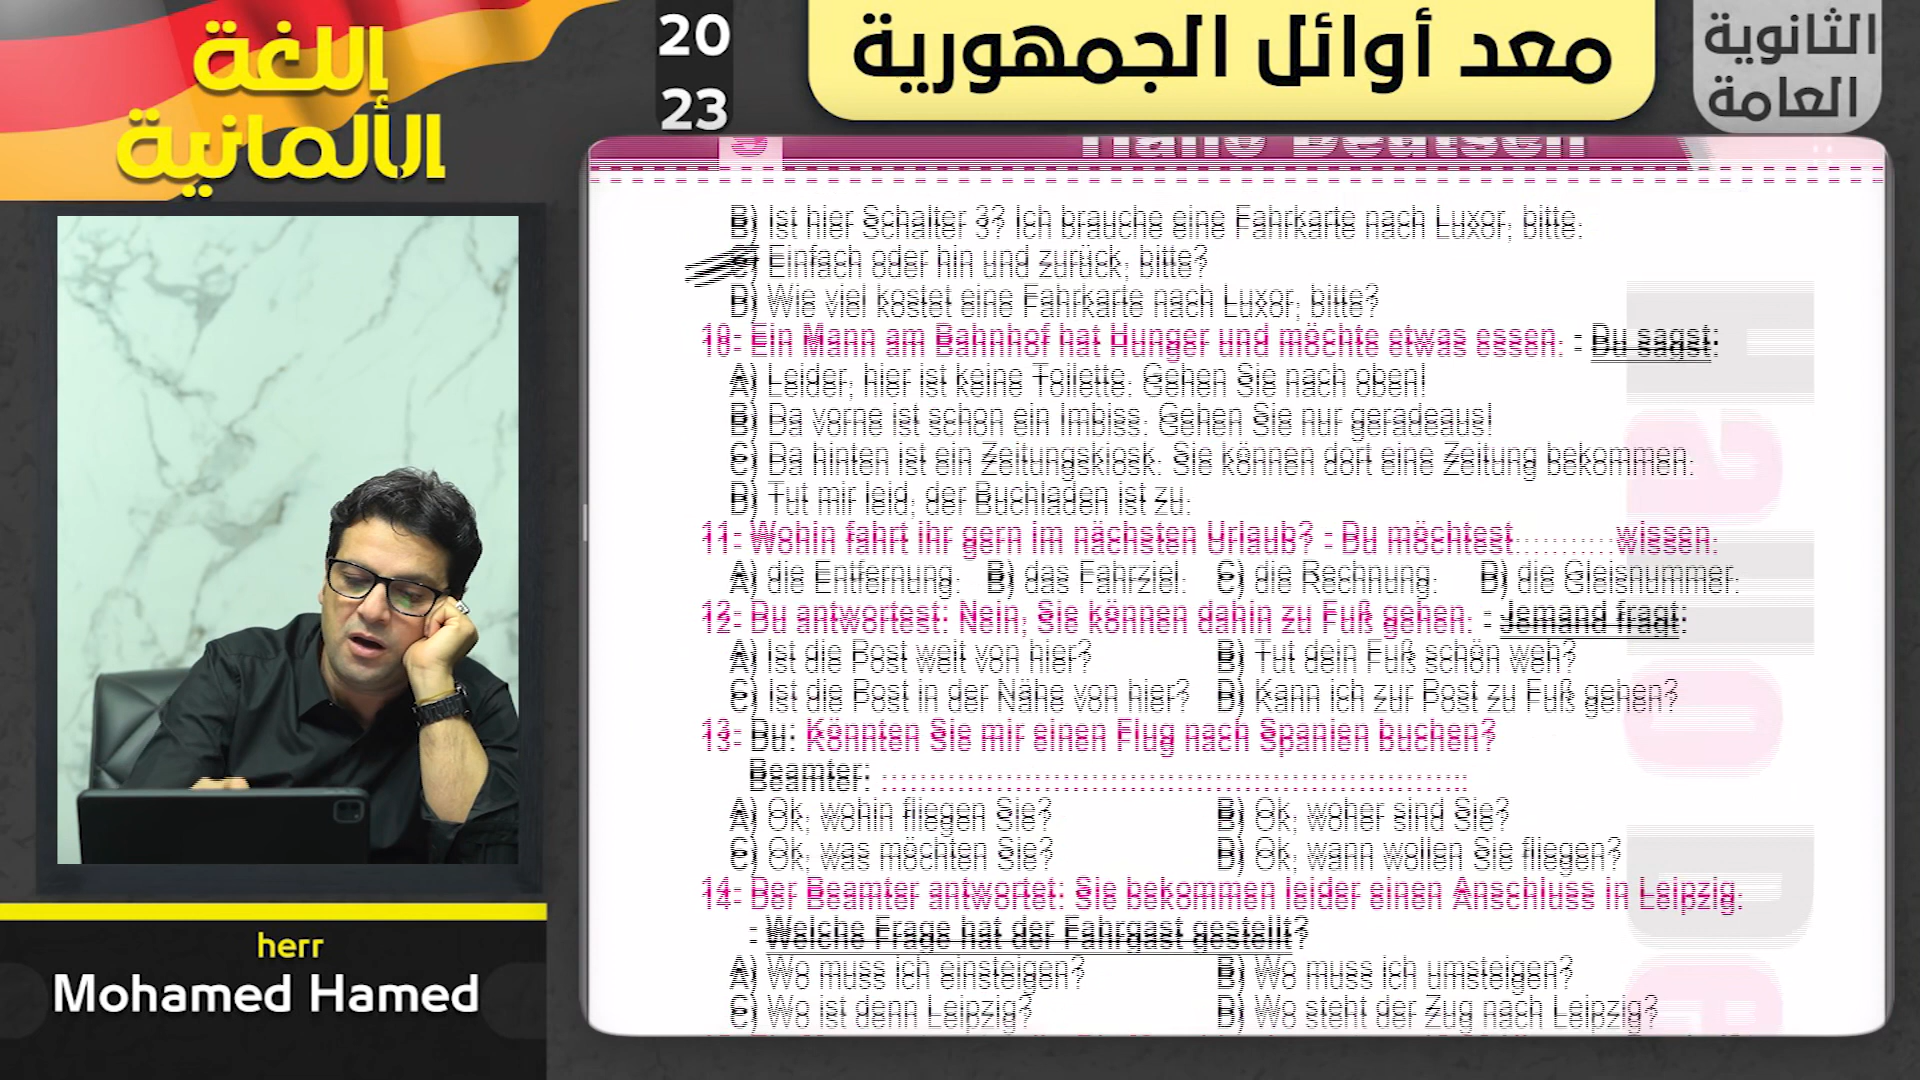 اللغة
الألمانية
20
23
معد أوائل الجمهورية
الثانوية
العامة
Hallo Deutsch
B) Ist hier Schalter 3? Ich brauche eine Fahrkarte nach Luxor, bitte.
C) Einfach oder hin und zurück, bitte?
D) Wie viel kostet eine Fahrkarte nach Luxor, bitte?
10- Ein Mann am Bahnhof hat Hunger und möchte etwas essen. - Du sagst:
A) Leider, hier ist keine Toilette. Gehen Sie nach oben!
B) Da vorne ist schon ein Imbiss. Gehen Sie nur geradeaus!
C) Da hinten ist ein Zeitungskiosk. Sie können dort eine Zeitung bekommen.
D) Tut mir leid, der Buchladen ist zu.
11- Wohin fahrt ihr gern im nächsten Urlaub? - Du möchtest..........wissen.
A) die Entfernung. B) das Fahrziel. C) die Rechnung. D) die Gleisnummer.
12- Du antwortest: Nein, Sie können dahin zu Fuß gehen. - Jemand fragt:
A) Ist die Post weit von hier? B) Tut dein Fuß schön weh?
C) Ist die Post in der Nähe von hier? D) Kann ich zur Post zu Fuß gehen?
13- Du: Könnten Sie mir einen Flug nach Spanien buchen?
Beamter: ..........................................................
A) Ok, wohin fliegen Sie? B) Ok, woher sind Sie?
C) Ok, was möchten Sie? D) Ok, wann wollen Sie fliegen?
14- Der Beamter antwortet: Sie bekommen leider einen Anschluss in Leipzig.
- Welche Frage hat der Fahrgast gestellt?
A) Wo muss ich einsteigen? B) Wo muss ich umsteigen?
C) Wo ist denn Leipzig? D) Wo steht der Zug nach Leipzig?
Hallo De
herr
Mohamed Hamed